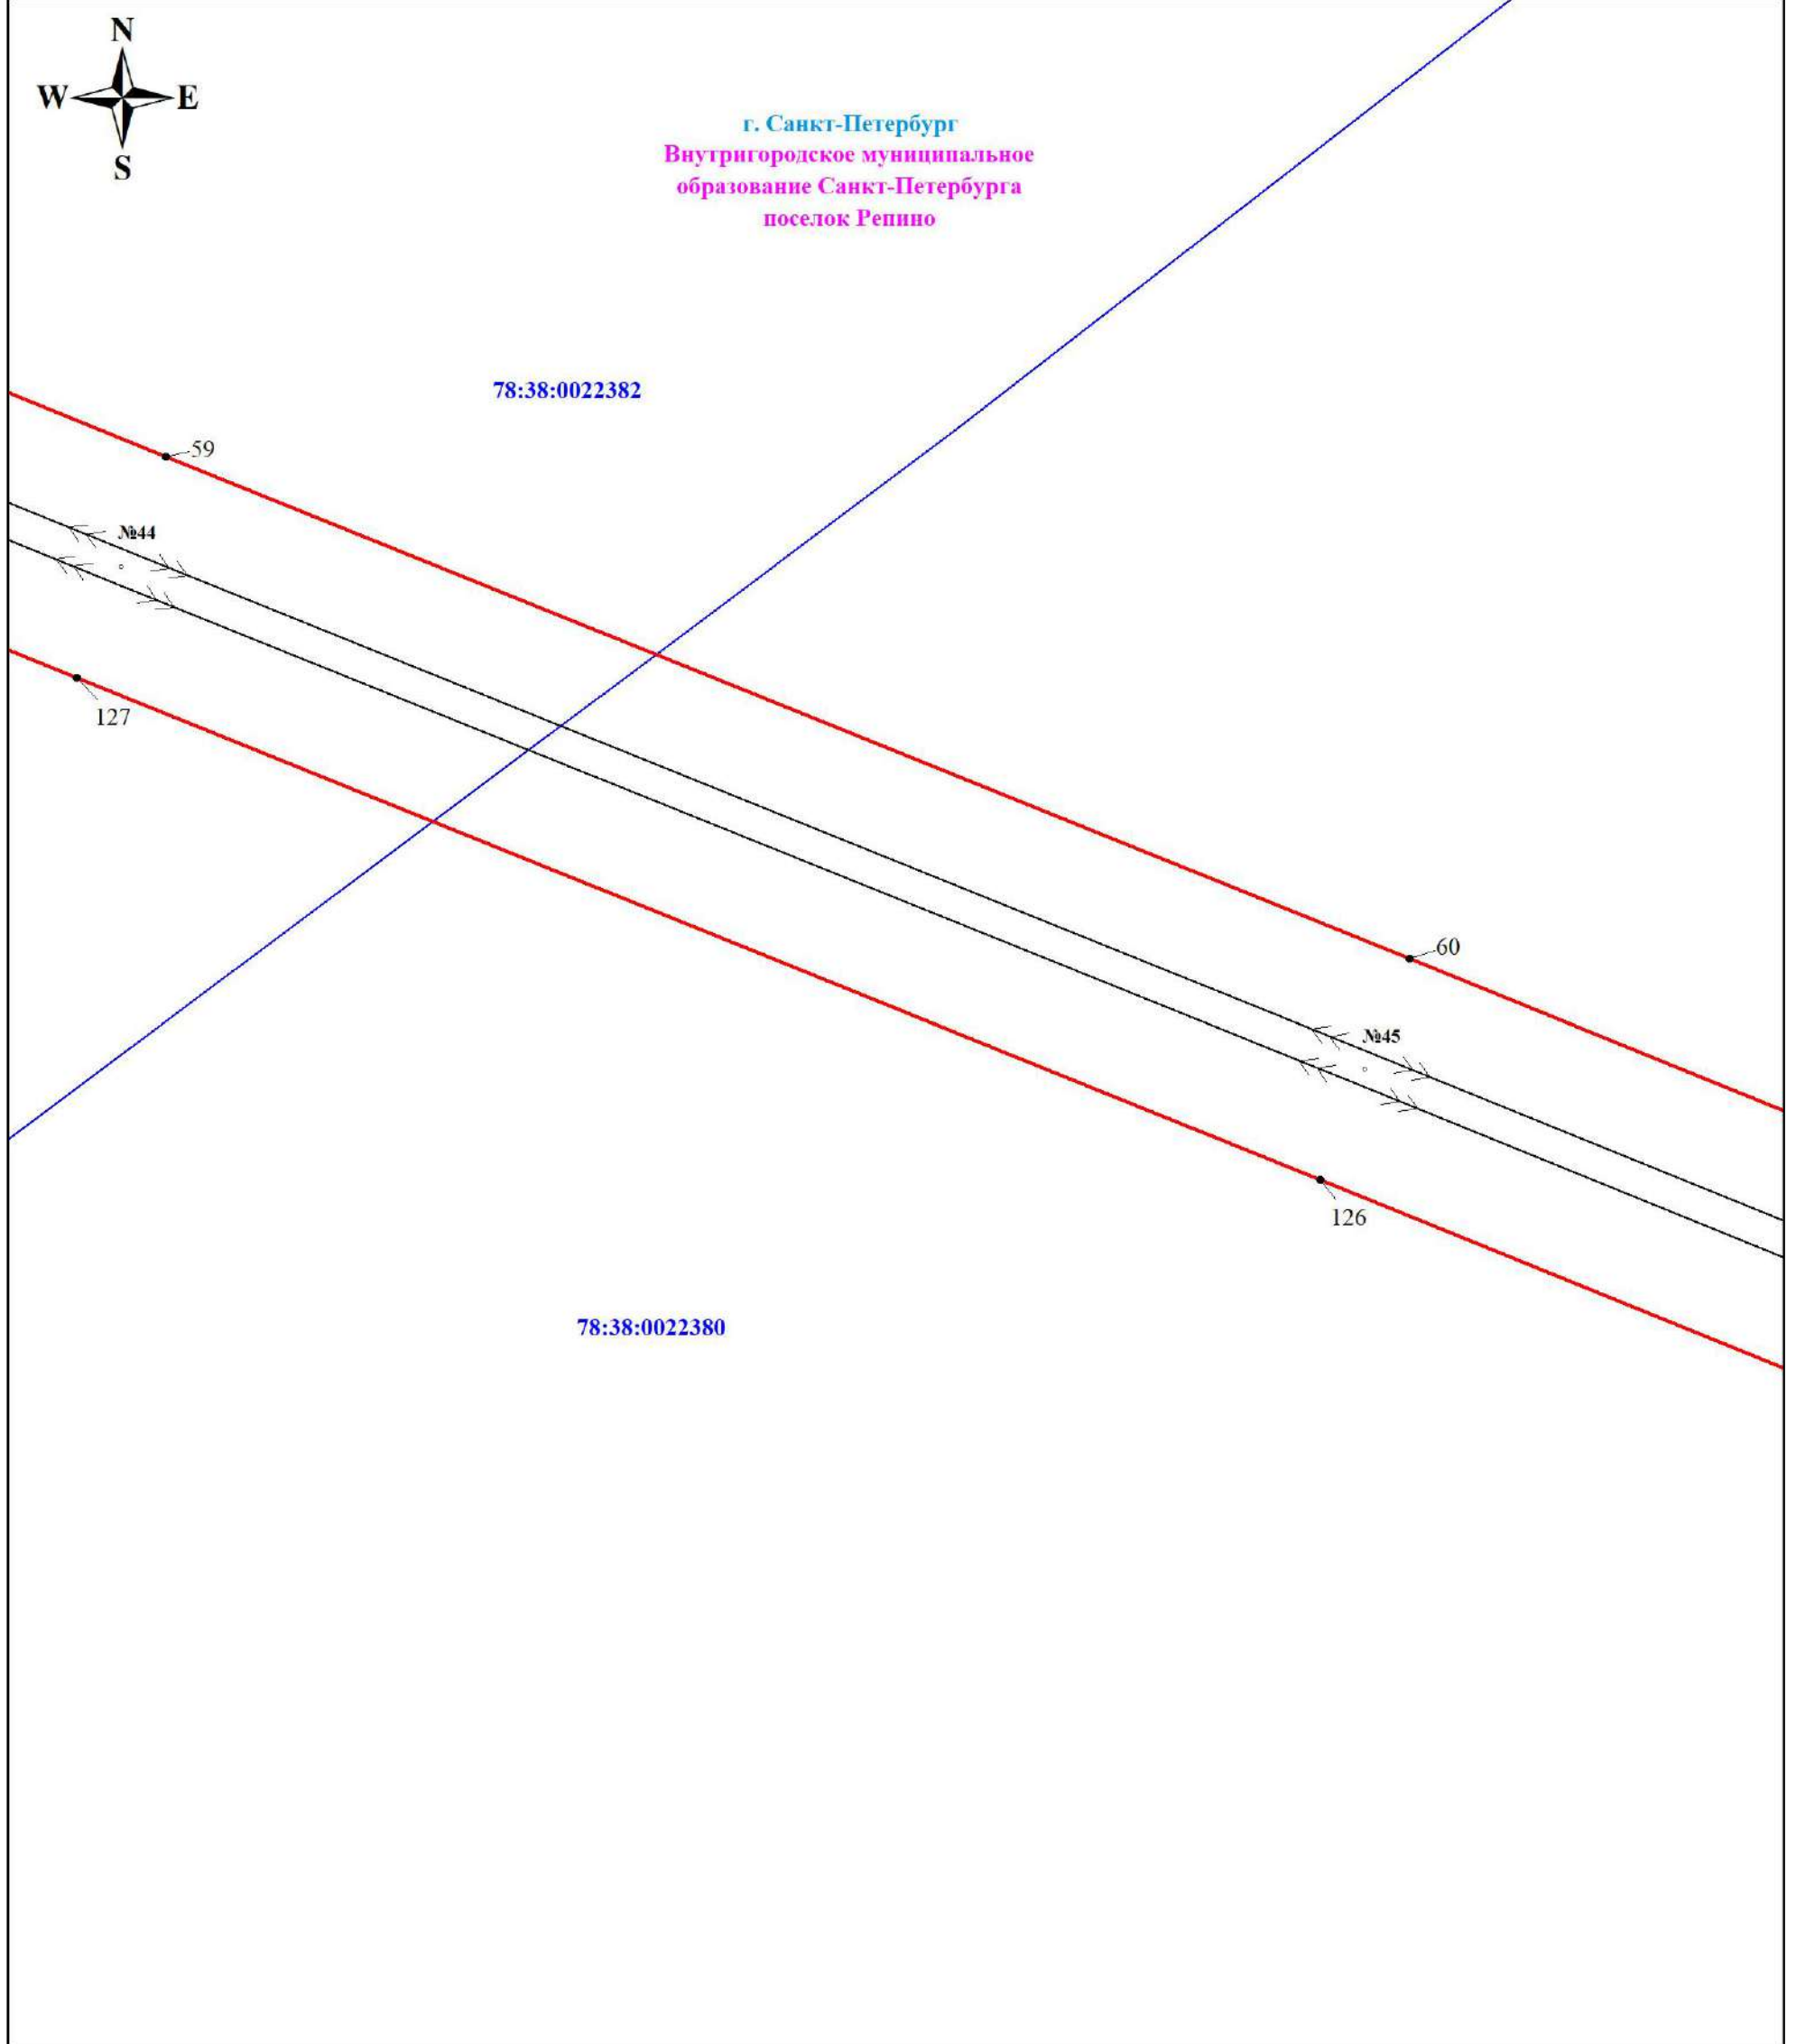 N
W E
S
г. Санкт-Петербург
Внутригородское муниципальное
образование Санкт-Петербурга
поселок Репино
78:38:0022382
59
№44
127
60
№45
126
78:38:0022380